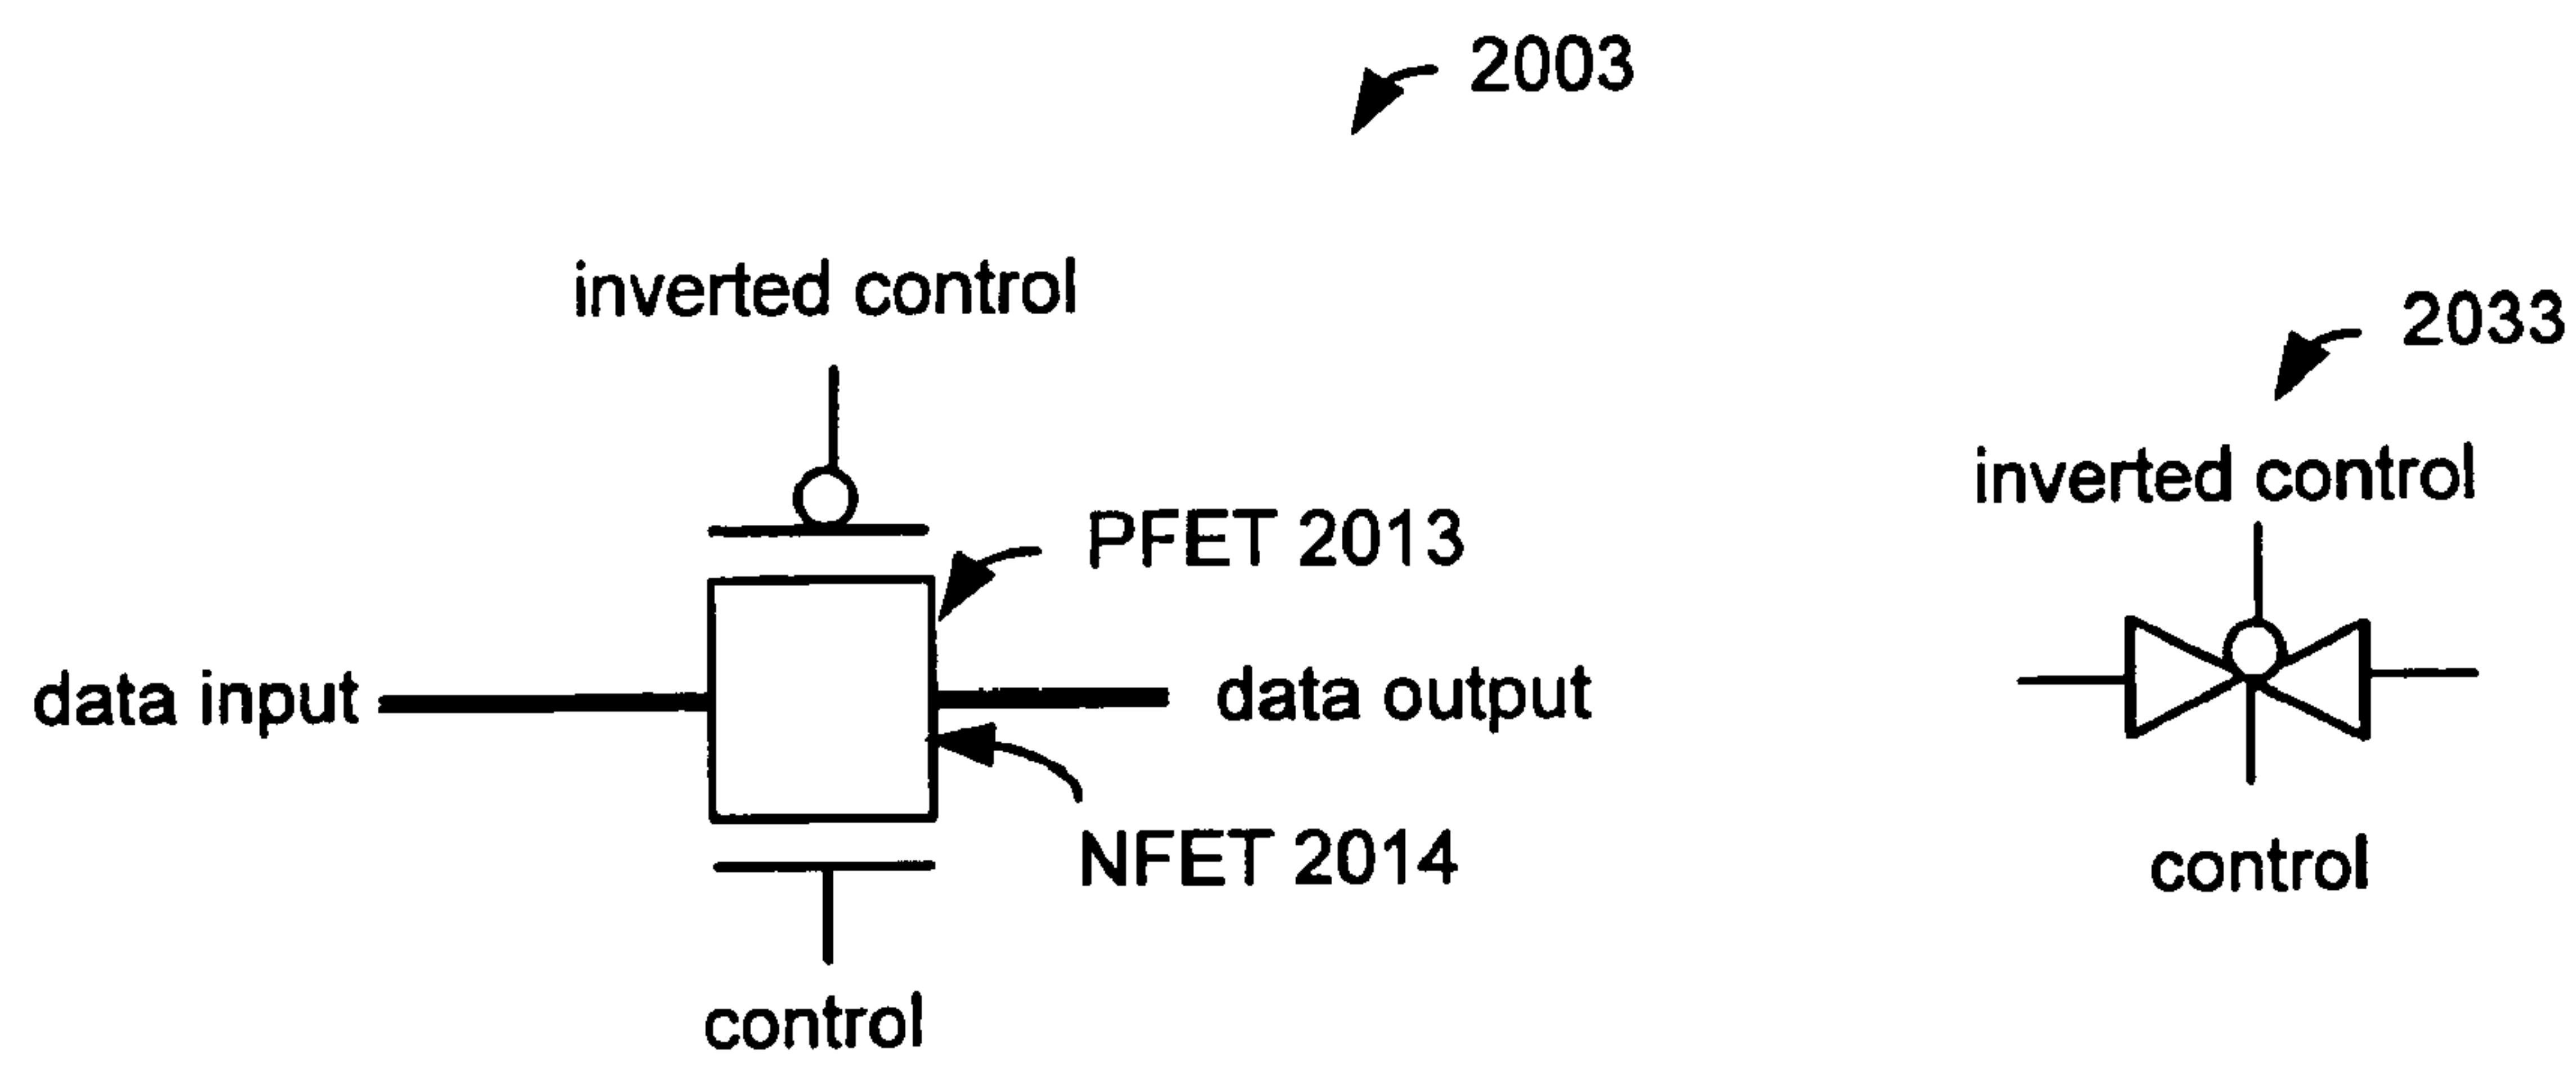 2003
inverted control
2033
inverted control
PFET 2013
data input
data output
NFET 2014
control
control